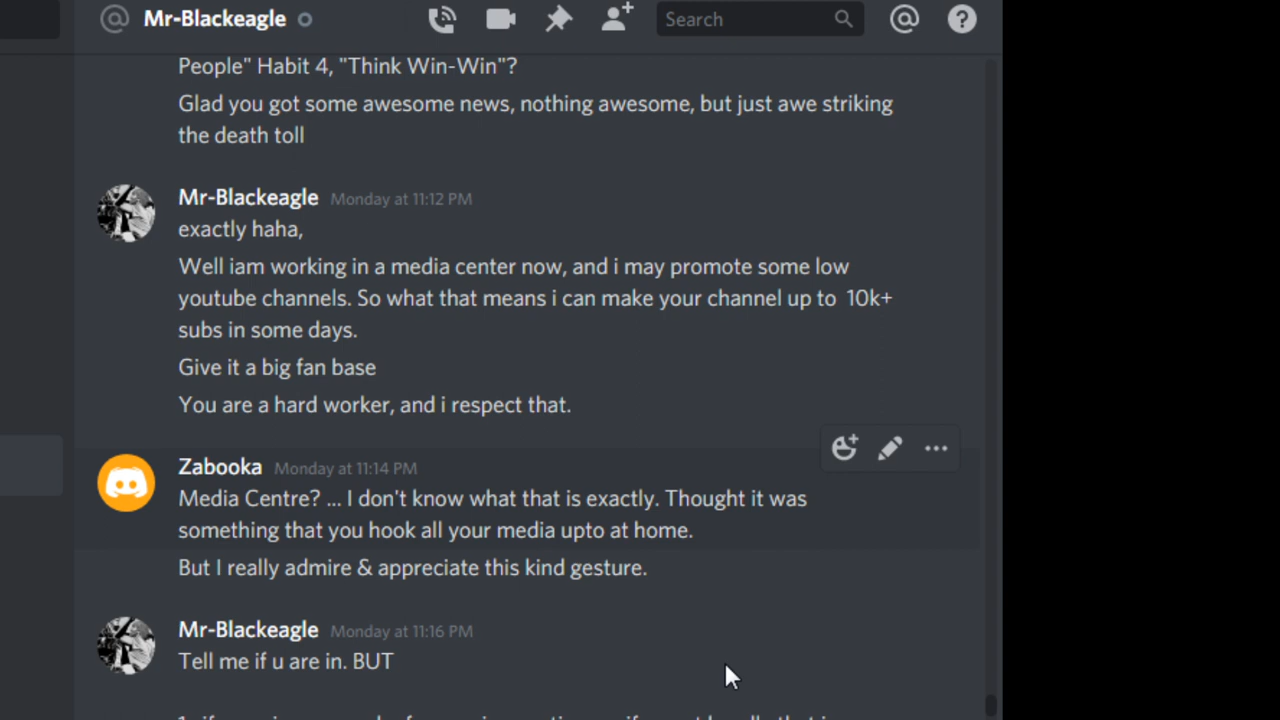 Mr-Blackeagle
Search
People" Habit 4, "Think Win-Win"?
Glad you got some awesome news, nothing awesome, but just awe striking
the death toll
Mr-Blackeagle Monday at 11:12 PM
exactly haha,
Well iam working in a media center now, and i may promote some low
youtube channels. So what that means i can make your channel up to 10k+
subs in some days.
Give it a big fan base
You are a hard worker, and i respect that.
Zabooka Monday at 11:14 PM
Media Centre? ... I don't know what that is exactly. Thought it was
something that you hook all your media upto at home.
But I really admire & appreciate this kind gesture.
Mr-Blackeagle Monday at 11:16 PM
Tell me if u are in. BUT